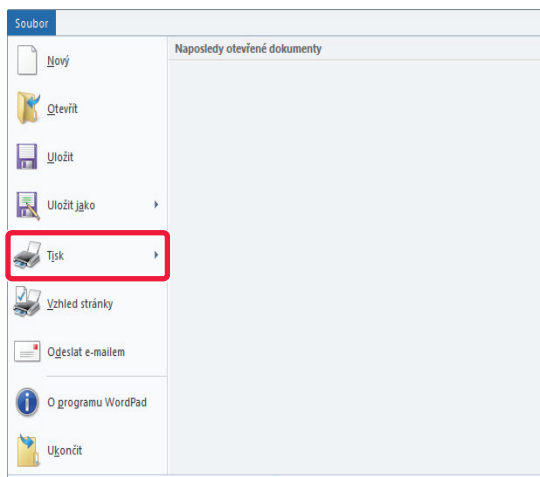 Soubor
Naposledy otevřené dokumenty
Nový
Otevřít
Uložit
Uložit jako
Tisk
Vzhled stránky
Odeslat e-mailem
O programu WordPad
Ukončit